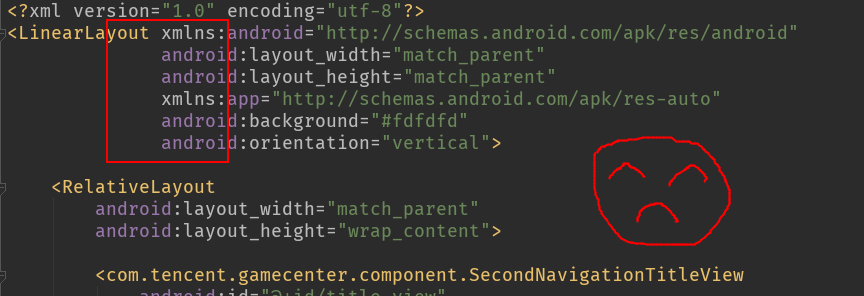 <?xml version="1.0" encoding="utf-8"?>
<LinearLayout xmlns:android="http://schemas.android.com/apk/res/android"
android:layout_width="match_parent"
android:layout_height="match_parent"
xmlns:app="http://schemas.android.com/apk/res-auto"
android:background="#fdfdfd"
android:orientation="vertical">
<RelativeLayout
android:layout_width="match_parent"
android:layout_height="wrap_content">
<com.tencent.gamecenter.component.SecondNavigationTitleView
android:id="@+id/title_view"